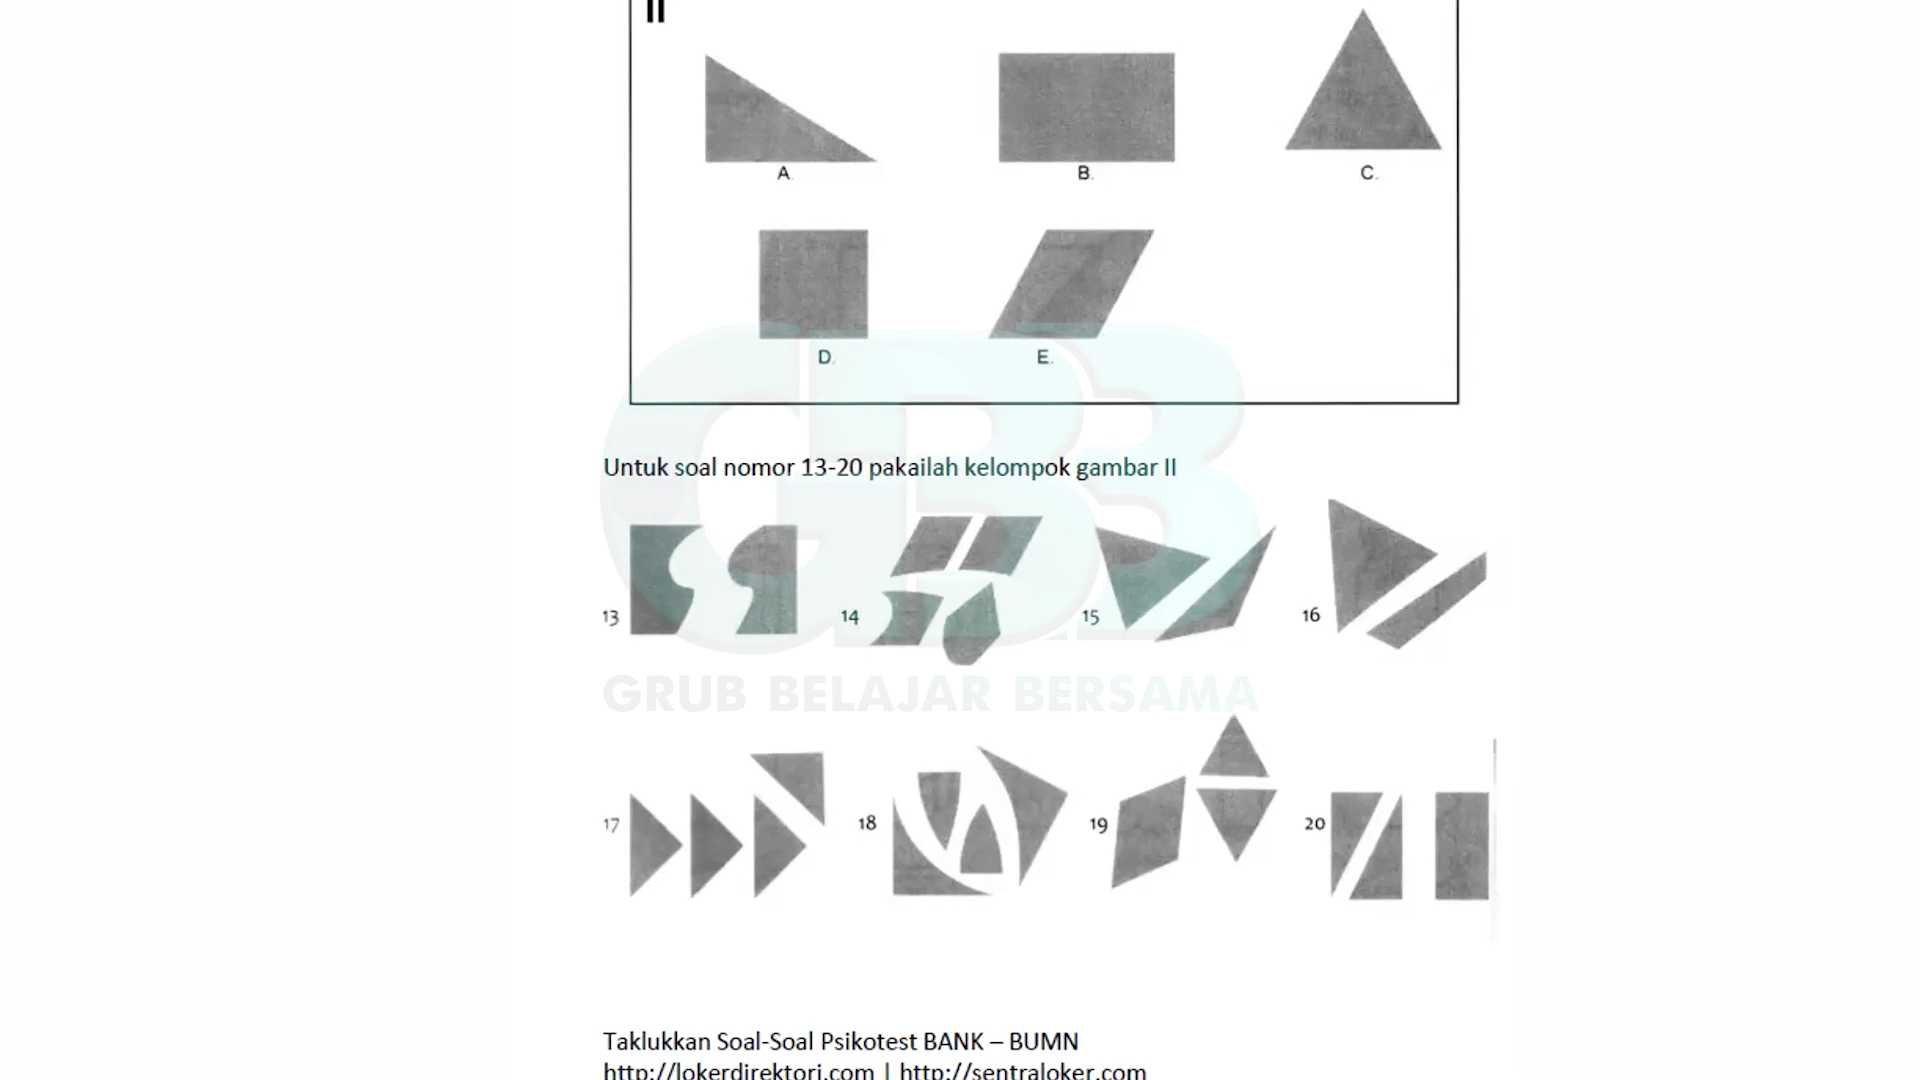 II
A.
B.
C.
D.
E.
Untuk soal nomor 13-20 pakailah kelompok gambar II
13
14
15
16
GRUB BELAJAR BERSAMA
17
18
19
20
Taklukkan Soal-Soal Psikotest BANK – BUMN
http://lokerdirektori.com | http://sentraloker.com